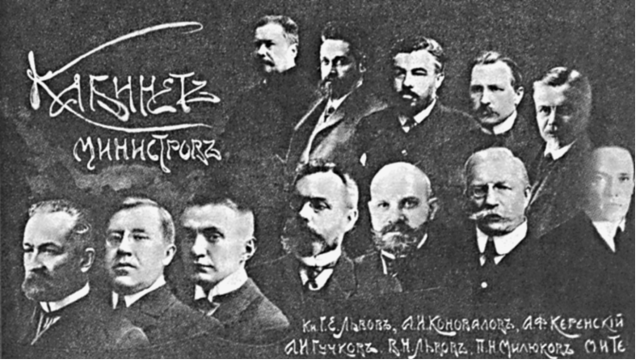 Кабинетъ
министровъ
Кн. Г. Е. Львовъ, А. И. Коноваловъ, А. Ф. Керенскій
А. И. Гучковъ. В. Н. Львовъ. П. Н. Милюковъ